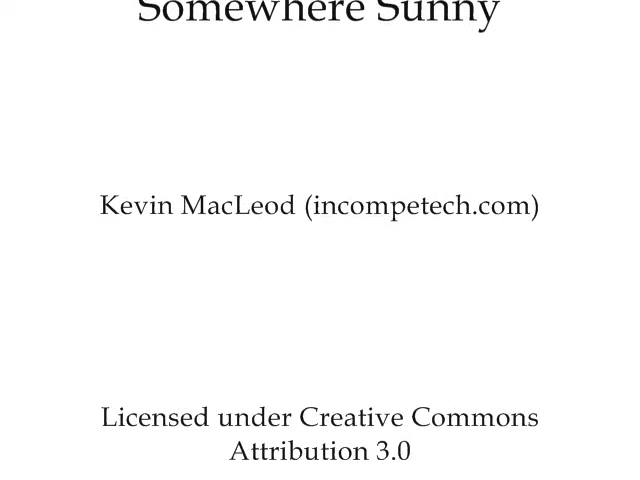 Somewhere Sunny
Kevin MacLeod (incompetech.com)
Licensed under Creative Commons
Attribution 3.0